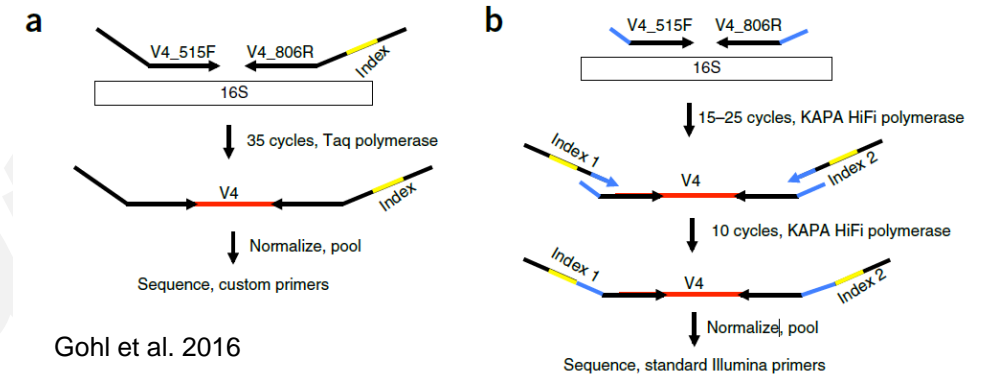 a
V4_515F V4_806R
Index
16S
35 cycles, Taq polymerase
V4
Index
Normalize, pool
Sequence, custom primers
Gohl et al. 2016
b
V4_515F V4_806R
16S
15–25 cycles, KAPA HiFi polymerase
Index 1
V4
Index 2
10 cycles, KAPA HiFi polymerase
Index 1
V4
Index 2
Normalize, pool
Sequence, standard Illumina primers